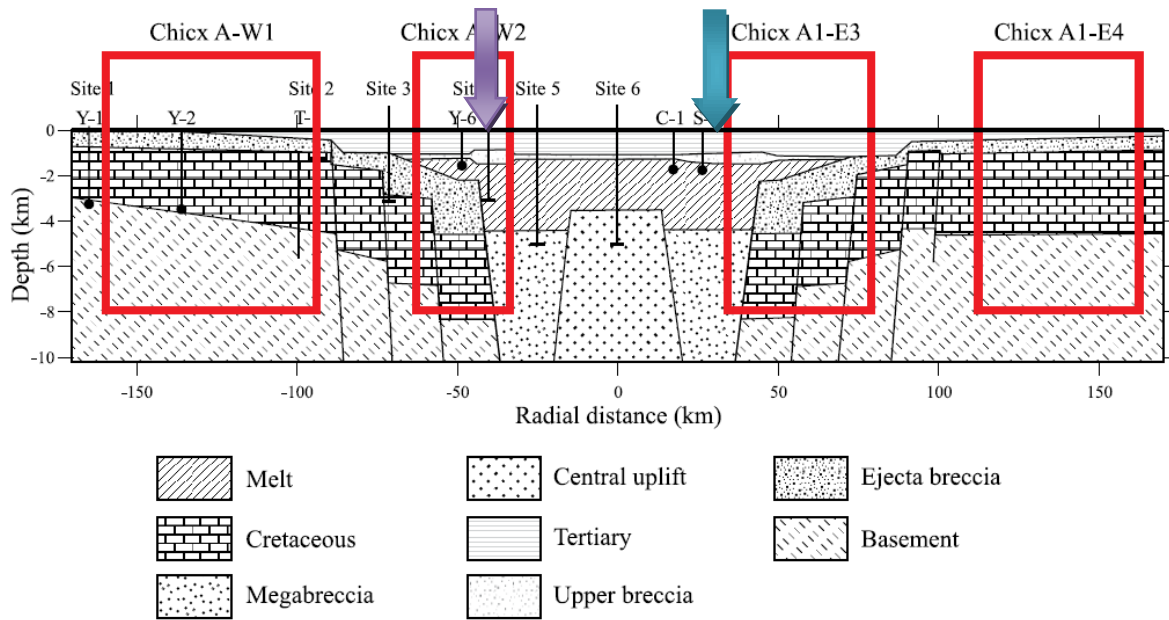 Chicx A-W1
Chicx A-W2
Chicx A1-E3
Chicx A1-E4
Site 1
Site 2
Site 3
Site
Site 5
Site 6
Y-1
Y-2
T-
Y-6
C-1
S-
Depth (km)
0
-2
-4
-6
-8
-10
-150
-100
-50
0
50
100
150
Radial distance (km)
Melt
Central uplift
Ejecta breccia
Cretaceous
Tertiary
Basement
Megabreccia
Upper breccia